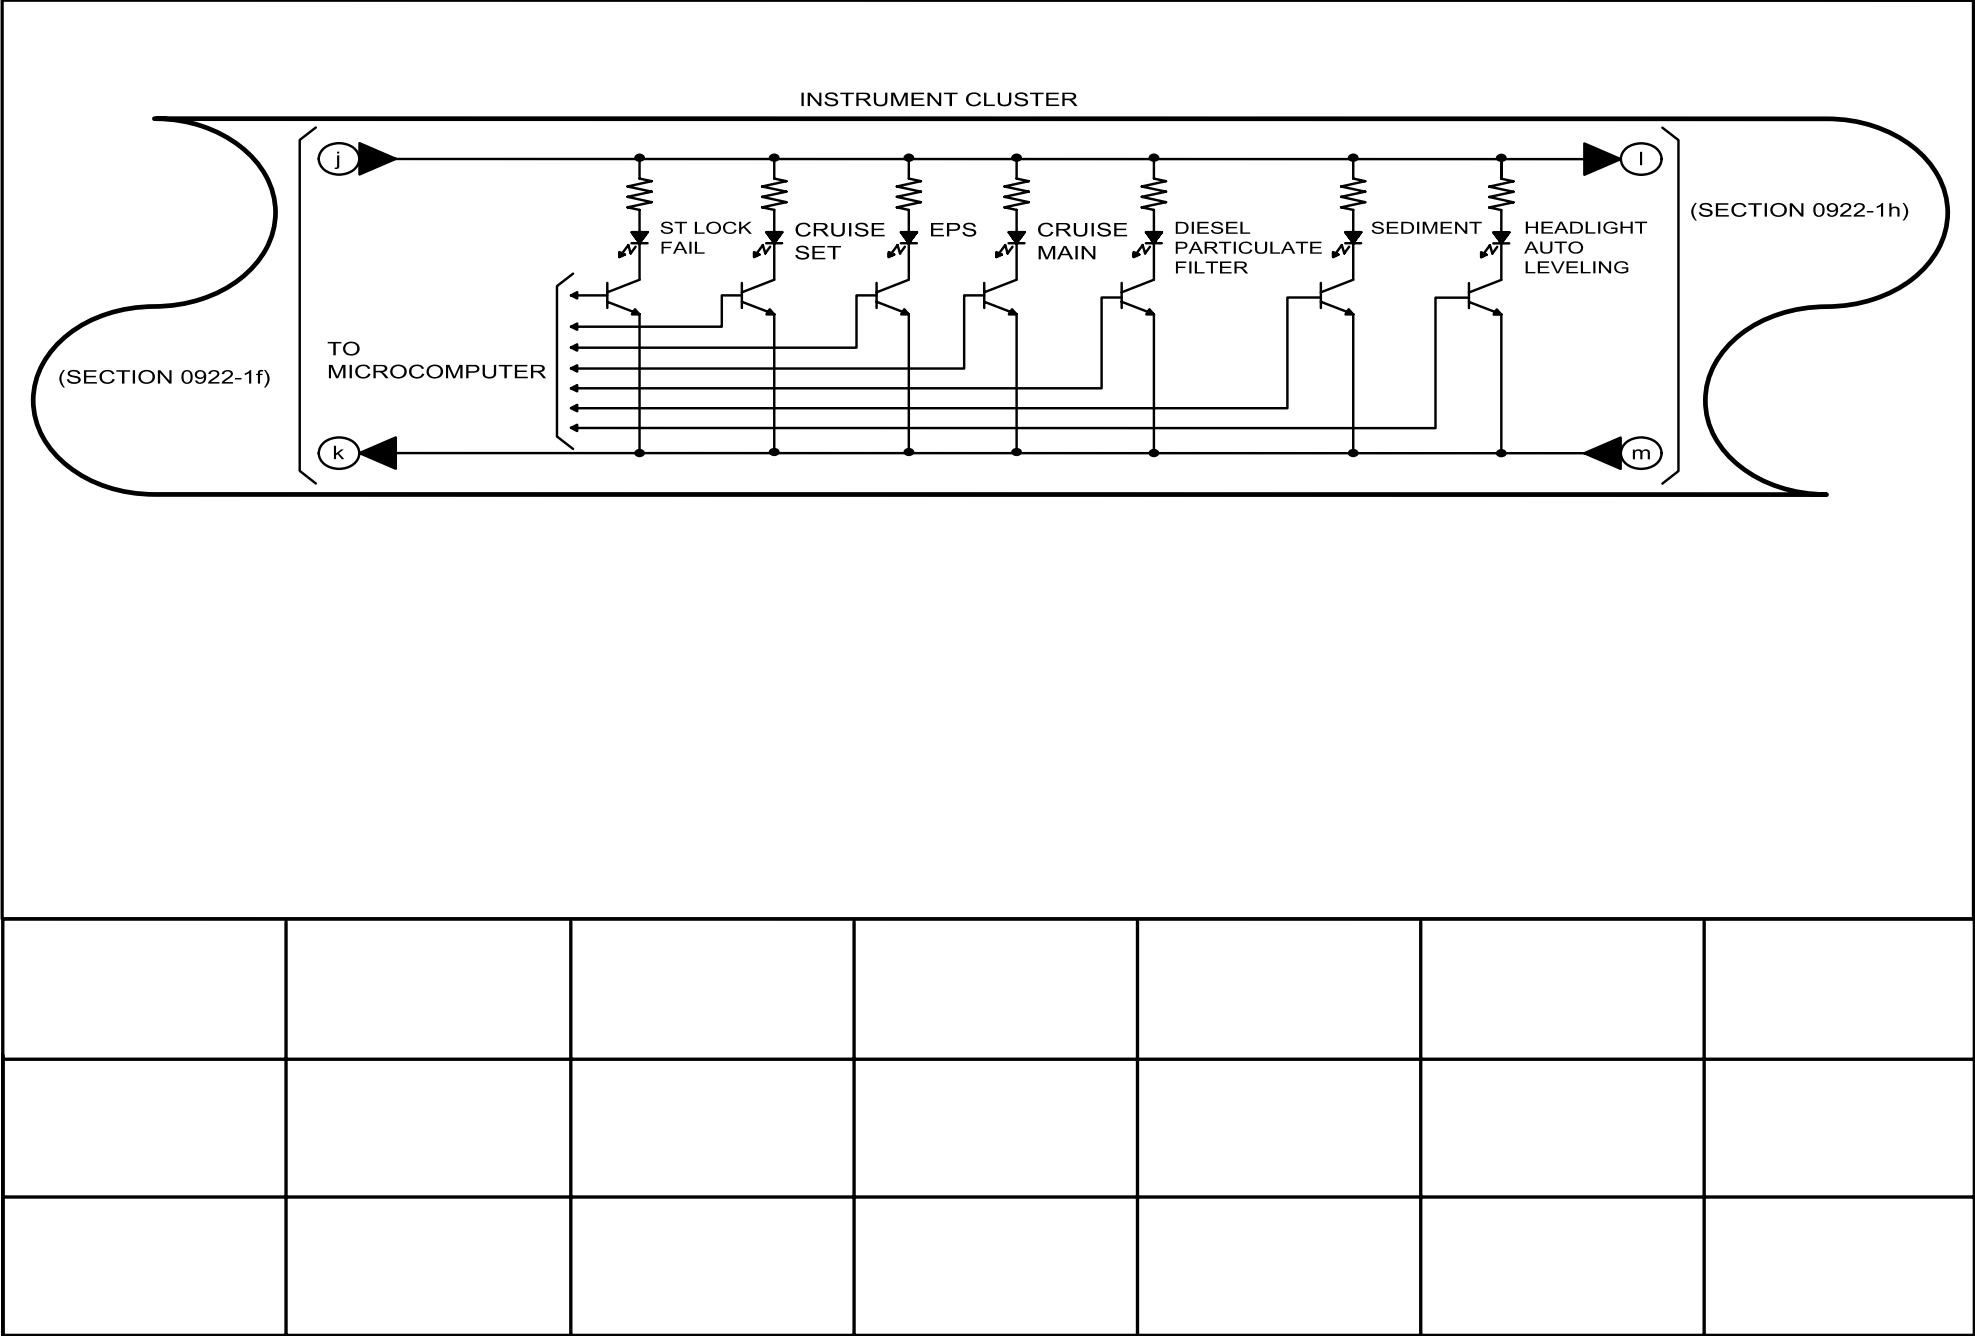 INSTRUMENT CLUSTER
j
l
(SECTION 0922-1h)
ST LOCK
FAIL
CRUISE
SET
EPS
CRUISE
MAIN
DIESEL
PARTICULATE
FILTER
SEDIMENT
HEADLIGHT
AUTO
LEVELING
TO
MICROCOMPUTER
(SECTION 0922-1f)
k
m